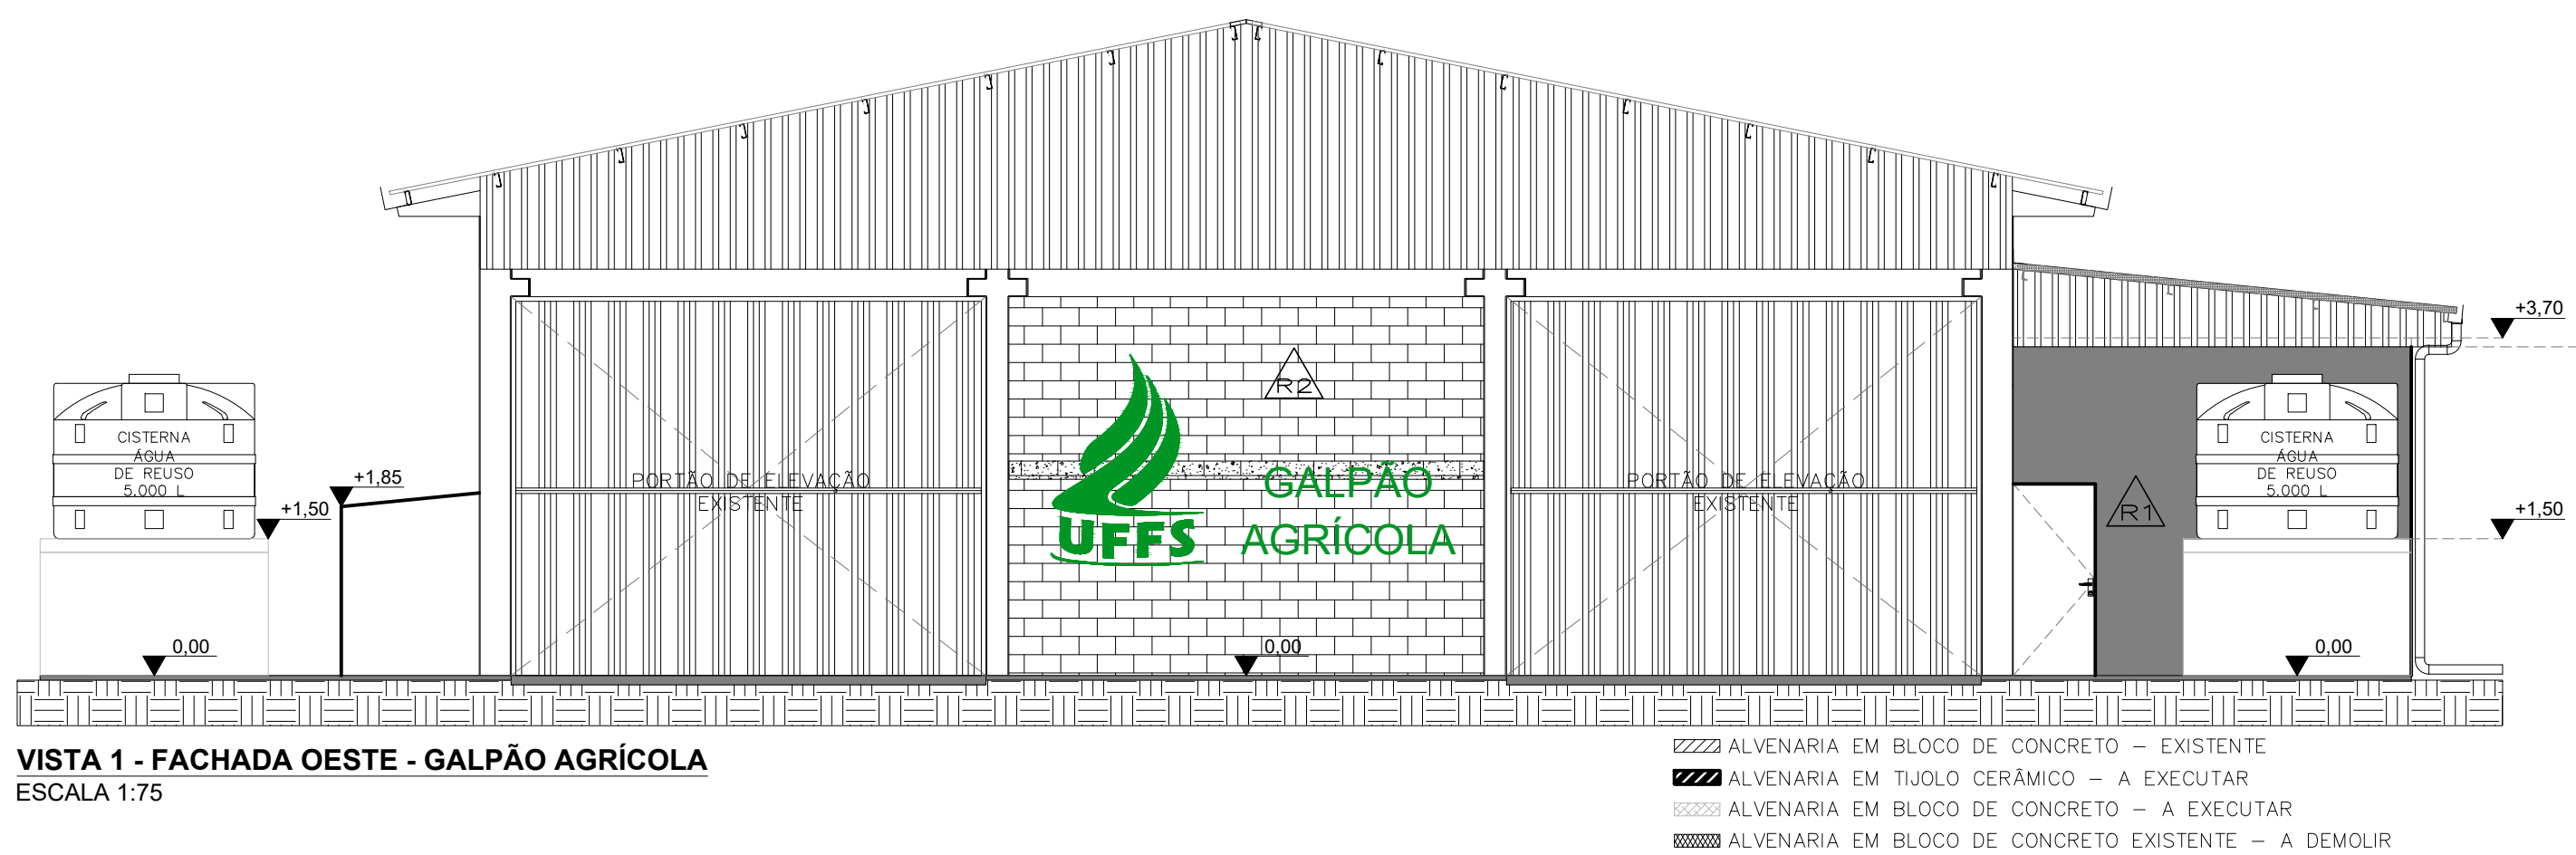 +3,70
CISTERNA
ÁGUA
DE REUSO
5.000 L
+1,85
+1,50
0,00
PORTÃO DE ELEVAÇÃO
EXISTENTE
R2
UFFS
GALPÃO
AGRÍCOLA
0,00
PORTÃO DE ELEVAÇÃO
EXISTENTE
R1
CISTERNA
ÁGUA
DE REUSO
5.000 L
+1,50
0,00
VISTA 1 - FACHADA OESTE - GALPÃO AGRÍCOLA
ESCALA 1:75
ALVENARIA EM BLOCO DE CONCRETO – EXISTENTE
ALVENARIA EM TIJOLO CERÂMICO – A EXECUTAR
ALVENARIA EM BLOCO DE CONCRETO – A EXECUTAR
ALVENARIA EM BLOCO DE CONCRETO EXISTENTE – A DEMOLIR